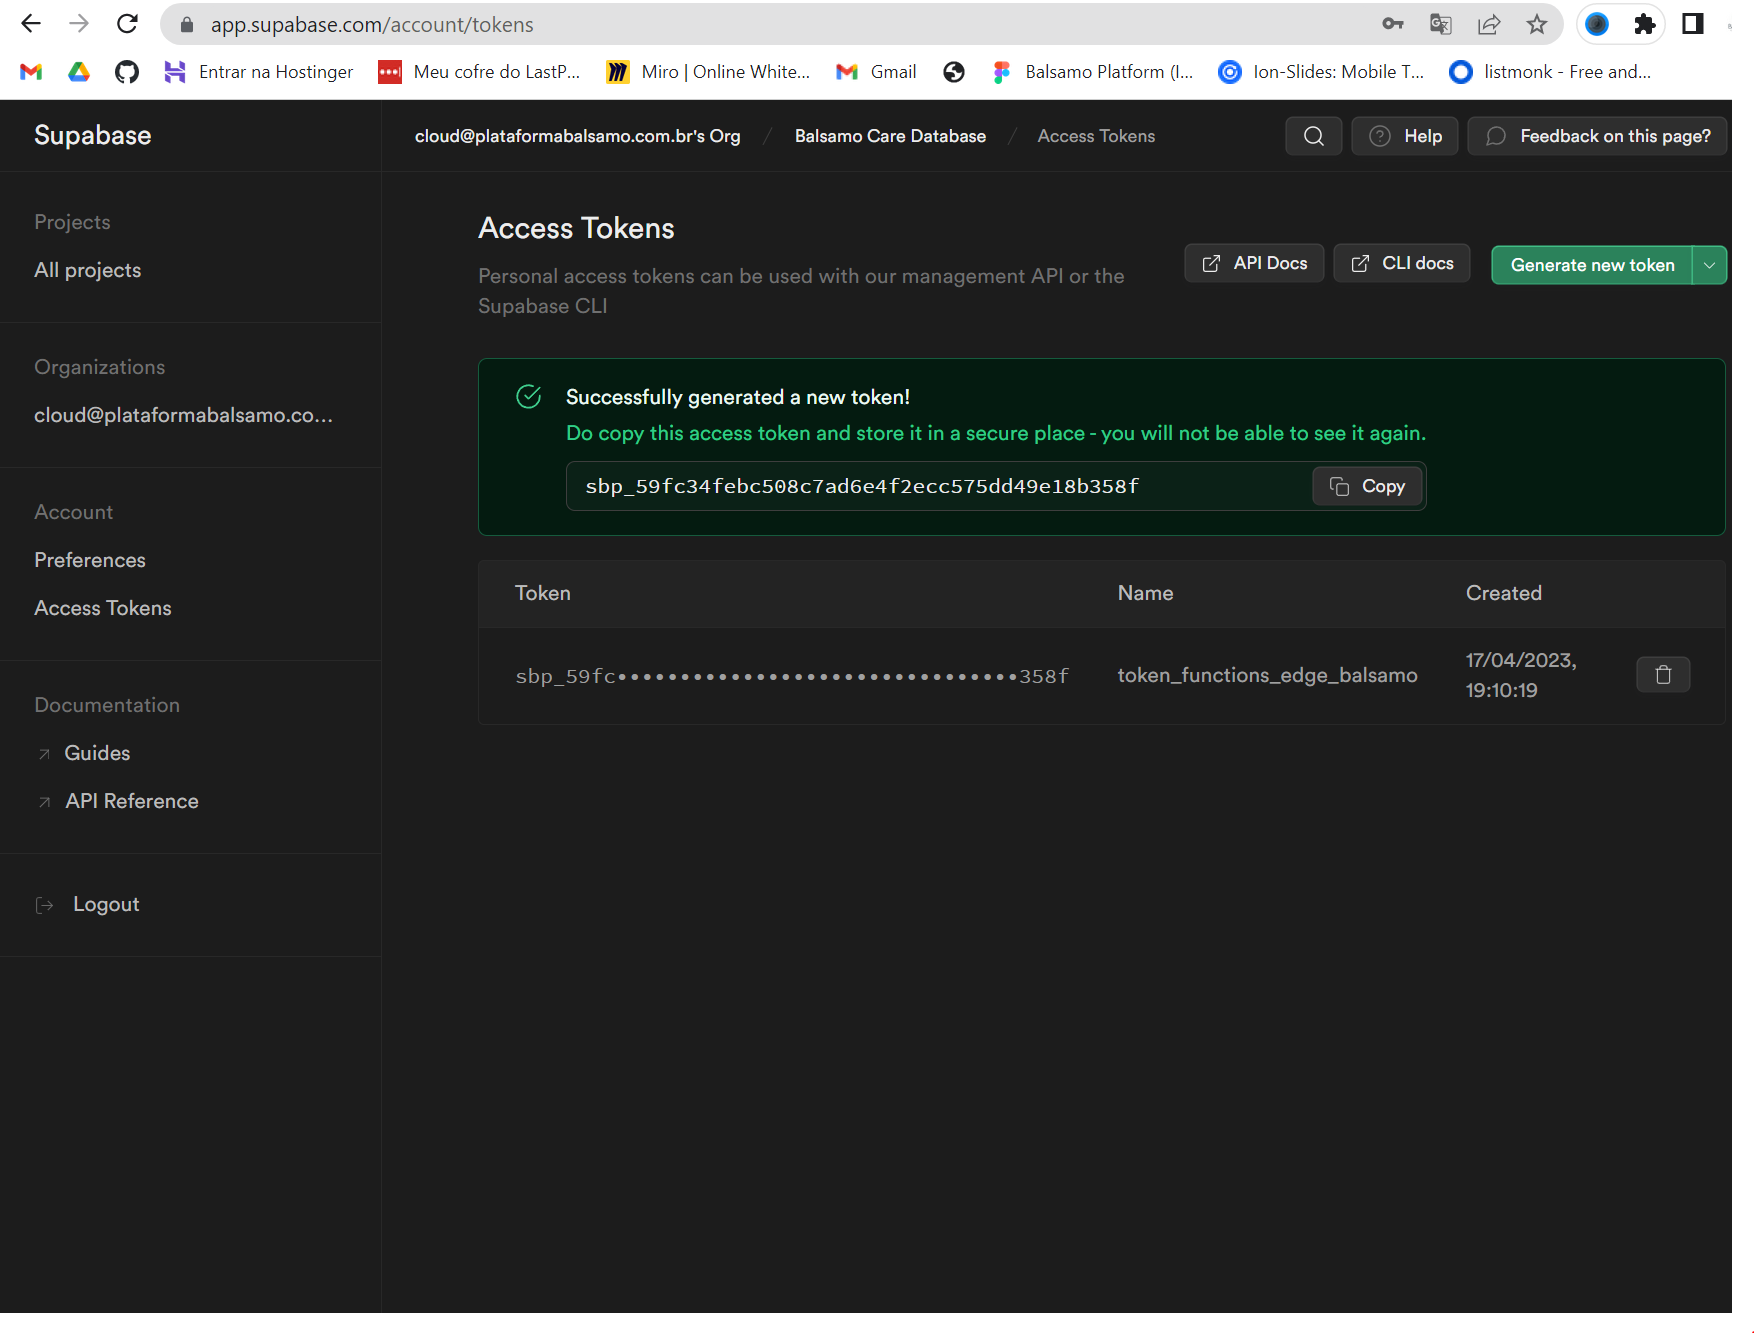 app.supabase.com/account/tokens
Entrar na Hostinger
Meu cofre do LastP...
Miro | Online White...
Gmail
Balsamo Platform (I...
Ion-Slides: Mobile T...
listmonk - Free and...
Supabase
cloud@plataformabalsamo.com.br's Org / Balsamo Care Database / Access Tokens
Help
Feedback on this page?
Projects
All projects
Organizations
cloud@plataformabalsamo.co...
Account
Preferences
Access Tokens
Documentation
Guides
API Reference
Logout
Access Tokens
Personal access tokens can be used with our management API or the
Supabase CLI
API Docs
CLI docs
Generate new token
Successfully generated a new token!
Do copy this access token and store it in a secure place - you will not be able to see it again.
sbp_59fc34febc508c7ad6e4f2ecc575dd49e18b358f
Copy
Token Name Created
sbp_59fc••••••••••••••••••••••••••••••••358f
token_functions_edge_balsamo
17/04/2023,
19:10:19